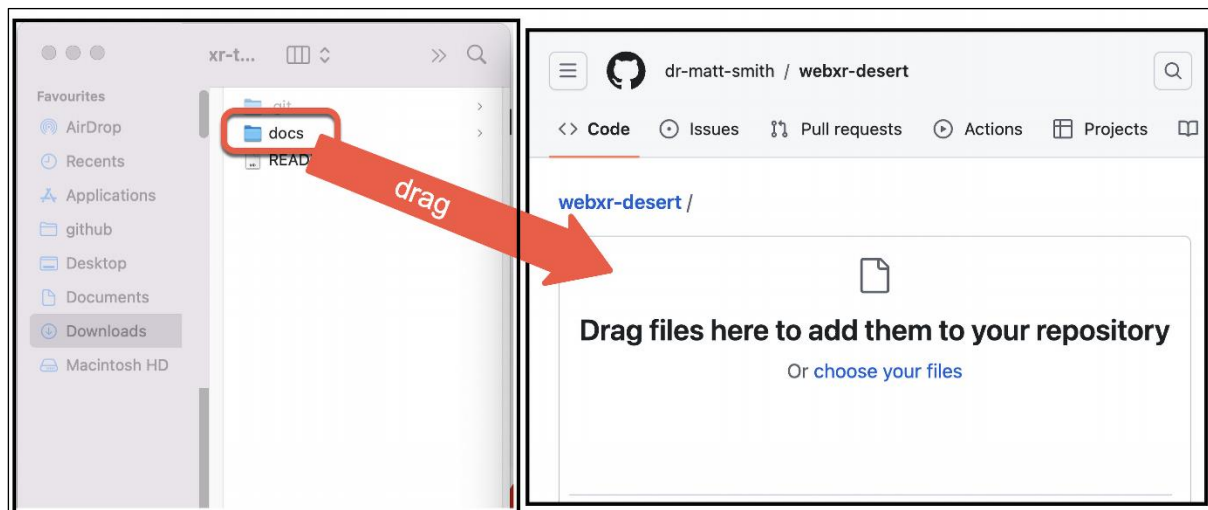 xr-t...
Favourites
AirDrop
Recents
Applications
github
Desktop
Documents
Downloads
Macintosh HD
git
docs
drag
dr-matt-smith / webxr-desert
Code
Issues
Pull requests
Actions
Projects
webxr-desert /
Drag files here to add them to your repository
Or choose your files